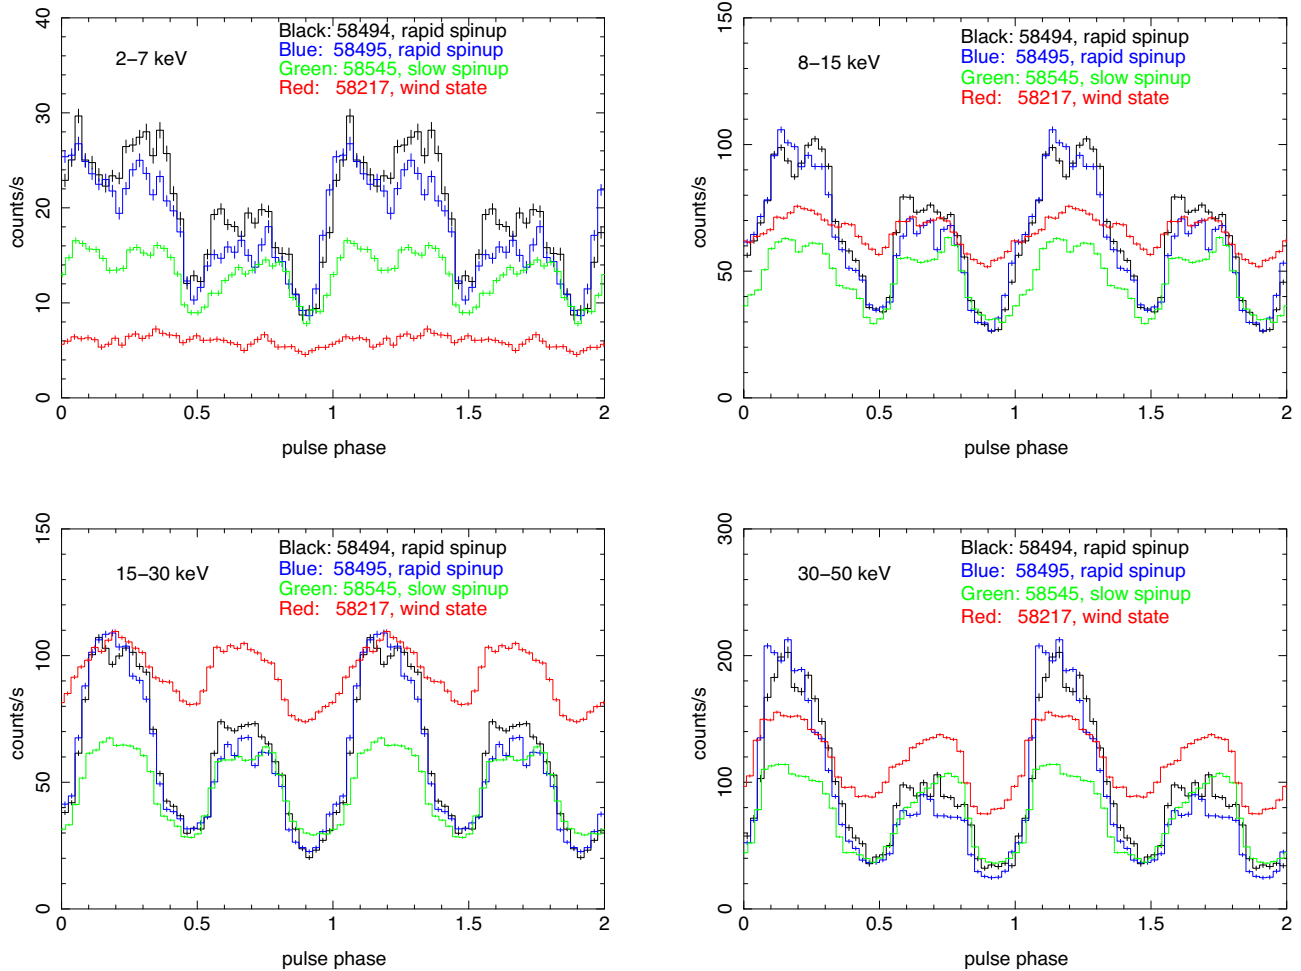 2−7 keV
Black: 58494, rapid spinup
Blue: 58495, rapid spinup
Green: 58545, slow spinup
Red: 58217, wind state
counts/s
0
10
20
30
40
0
0.5
1
1.5
2
pulse phase
8−15 keV
Black: 58494, rapid spinup
Blue: 58495, rapid spinup
Green: 58545, slow spinup
Red: 58217, wind state
counts/s
0
50
100
150
0
0.5
1
1.5
2
pulse phase
15−30 keV
Black: 58494, rapid spinup
Blue: 58495, rapid spinup
Green: 58545, slow spinup
Red: 58217, wind state
counts/s
0
50
100
150
0
0.5
1
1.5
2
pulse phase
30−50 keV
Black: 58494, rapid spinup
Blue: 58495, rapid spinup
Green: 58545, slow spinup
Red: 58217, wind state
counts/s
0
100
200
300
0
0.5
1
1.5
2
pulse phase